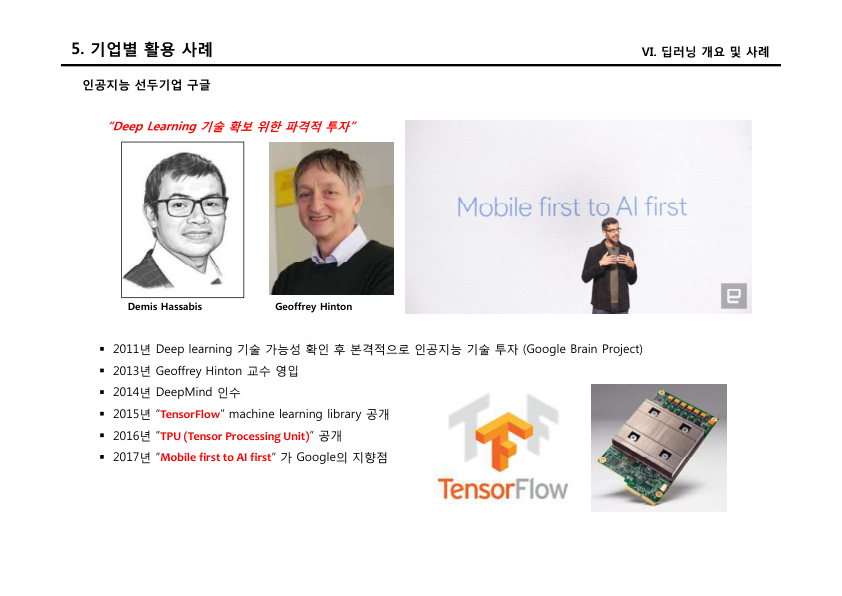 5. 기업별 활용 사례
VI. 딥러닝 개요 및 사례
인공지능 선두기업 구글
“Deep Learning 기술 확보 위한 파격적 투자”
Mobile first to AI first
Demis Hassabis
Geoffrey Hinton
▪ 2011년 Deep learning 기술 가능성 확인 후 본격적으로 인공지능 기술 투자 (Google Brain Project)
▪ 2013년 Geoffrey Hinton 교수 영입
▪ 2014년 DeepMind 인수
▪ 2015년 “TensorFlow” machine learning library 공개
▪ 2016년 “TPU (Tensor Processing Unit)” 공개
▪ 2017년 “Mobile first to AI first” 가 Google의 지향점
TensorFlow